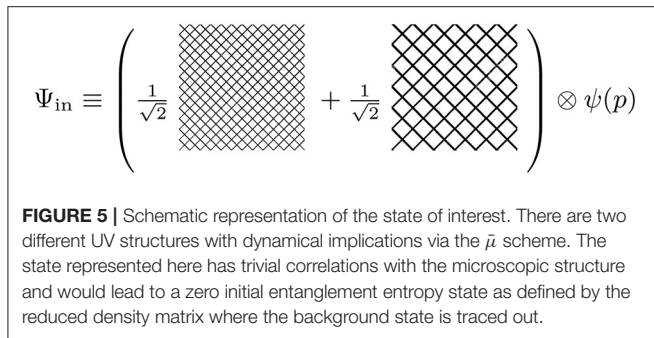 Ψ_in ≡ ( 1/√2 + 1/√2 ) ⊗ ψ(p)
FIGURE 5 | Schematic representation of the state of interest. There are two
different UV structures with dynamical implications via the μ̄ scheme. The
state represented here has trivial correlations with the microscopic structure
and would lead to a zero initial entanglement entropy state as defined by the
reduced density matrix where the background state is traced out.